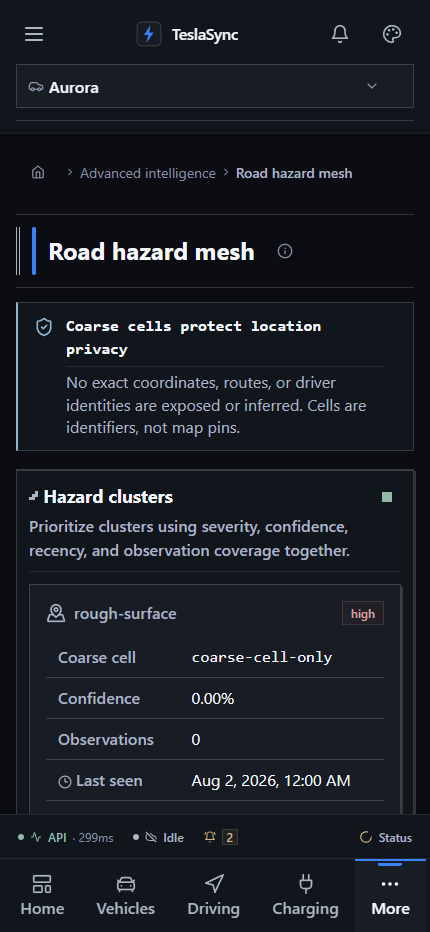 TeslaSync
Aurora
Advanced intelligence > Road hazard mesh
Road hazard mesh
Coarse cells protect location
privacy
No exact coordinates, routes, or driver
identities are exposed or inferred. Cells are
identifiers, not map pins.
Hazard clusters
Prioritize clusters using severity, confidence,
recency, and observation coverage together.
rough-surface high
Coarse cell coarse-cell-only
Confidence 0.00%
Observations 0
Last seen Aug 2, 2026, 12:00 AM
API · 299ms Idle 2 Status
Home Vehicles Driving Charging More